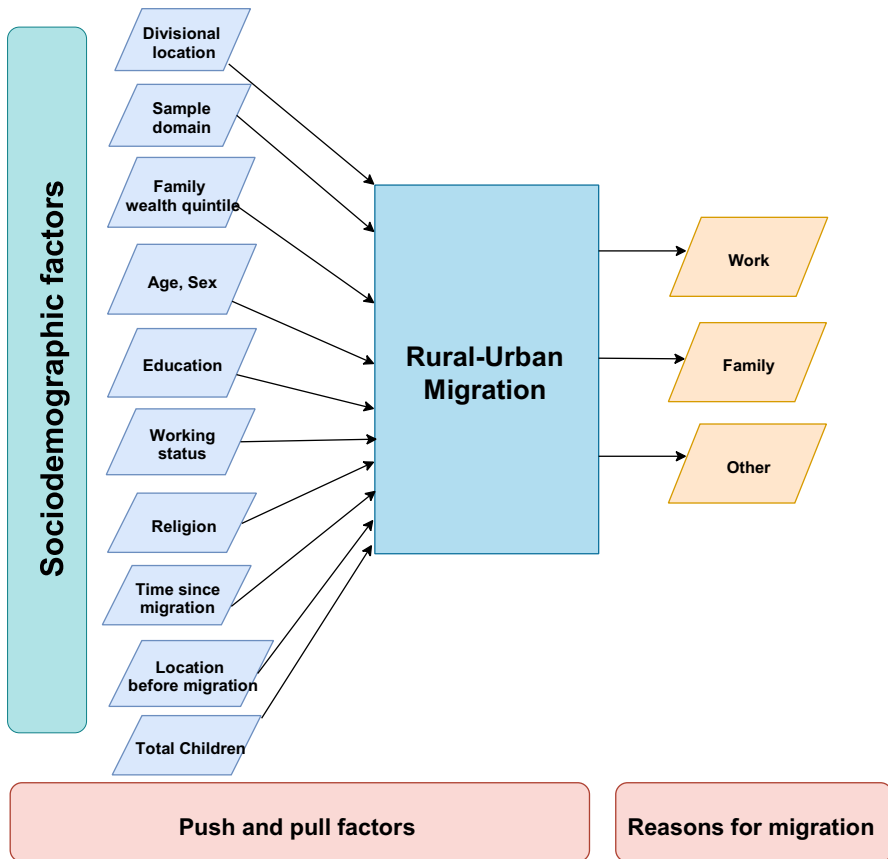 Sociodemographic factors
Divisional
location
Sample
domain
Family
wealth quintile
Age, Sex
Education
Working
status
Religion
Time since
migration
Location
before migration
Total Children
Rural-Urban
Migration
Work
Family
Other
Push and pull factors
Reasons for migration